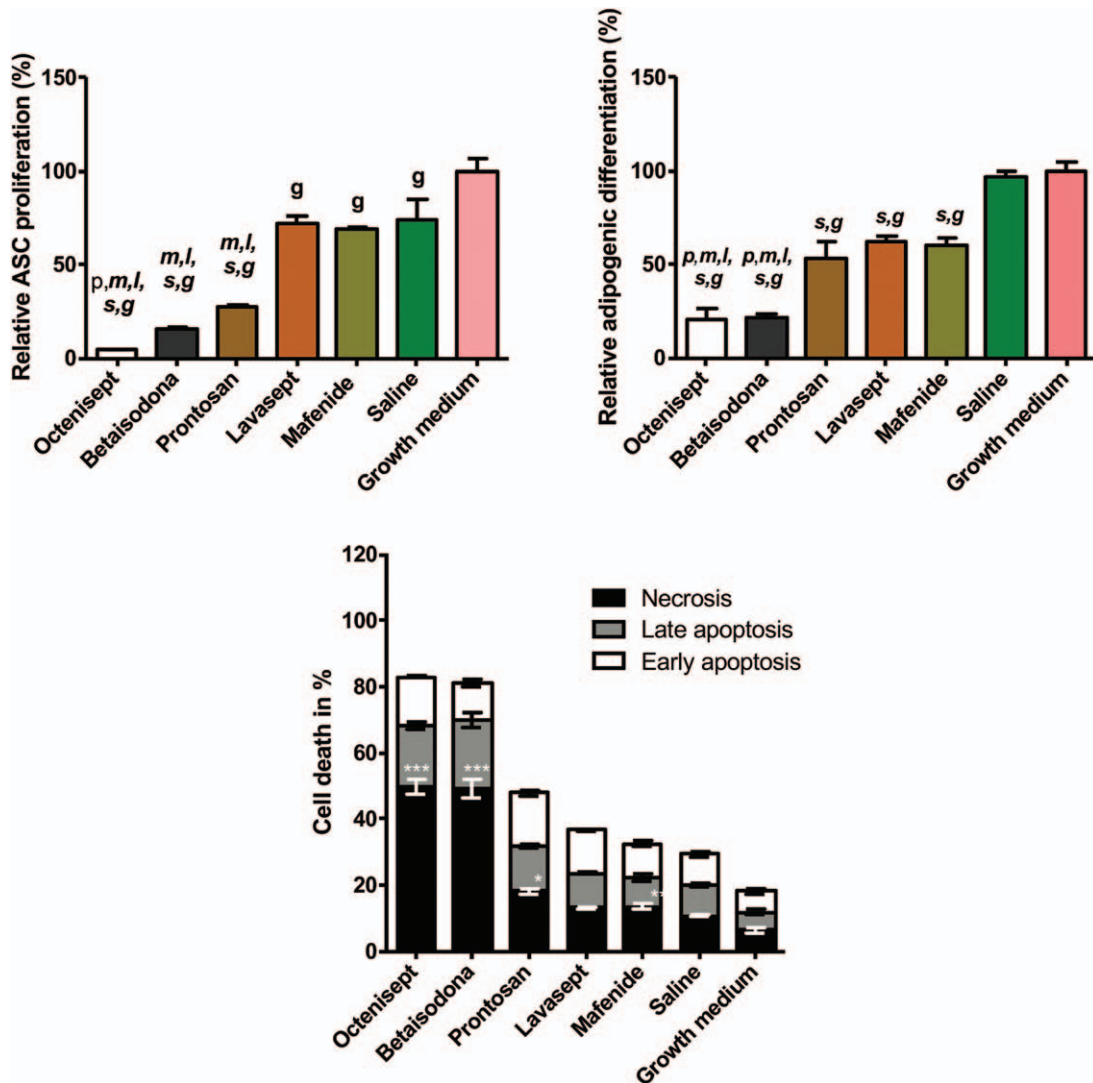 Relative ASC proliferation (%)
150
100
50
0
p,m,l,
s,g
m,l,
s,g
m,l,
s,g
g
g
g
Octenisept
Betaisodona
Prontosan
Lavasept
Mafenide
Saline
Growth medium
Relative adipogenic differentiation (%)
150
100
50
0
p,m,l,
s,g
p,m,l,
s,g
s,g
s,g
s,g
Octenisept
Betaisodona
Prontosan
Lavasept
Mafenide
Saline
Growth medium
Cell death in %
120
100
80
60
40
20
0
Necrosis
Late apoptosis
Early apoptosis
***
***
*
**
Octenisept
Betaisodona
Prontosan
Lavasept
Mafenide
Saline
Growth medium